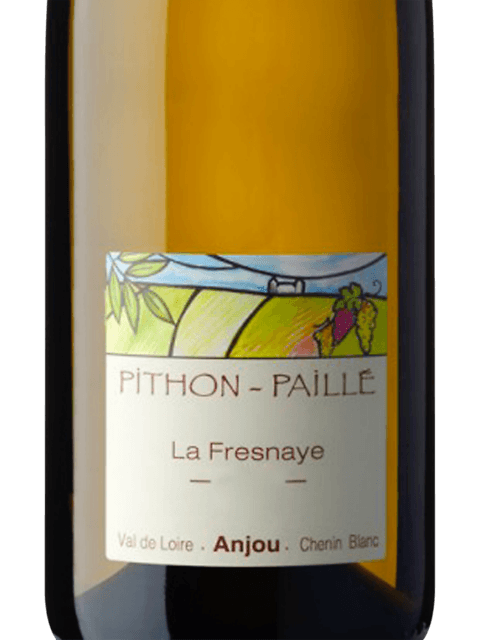 PiTHON - PAiLLÉ
La Fresnaye
— —
Val de Loire . Anjou . Chenin Blanc